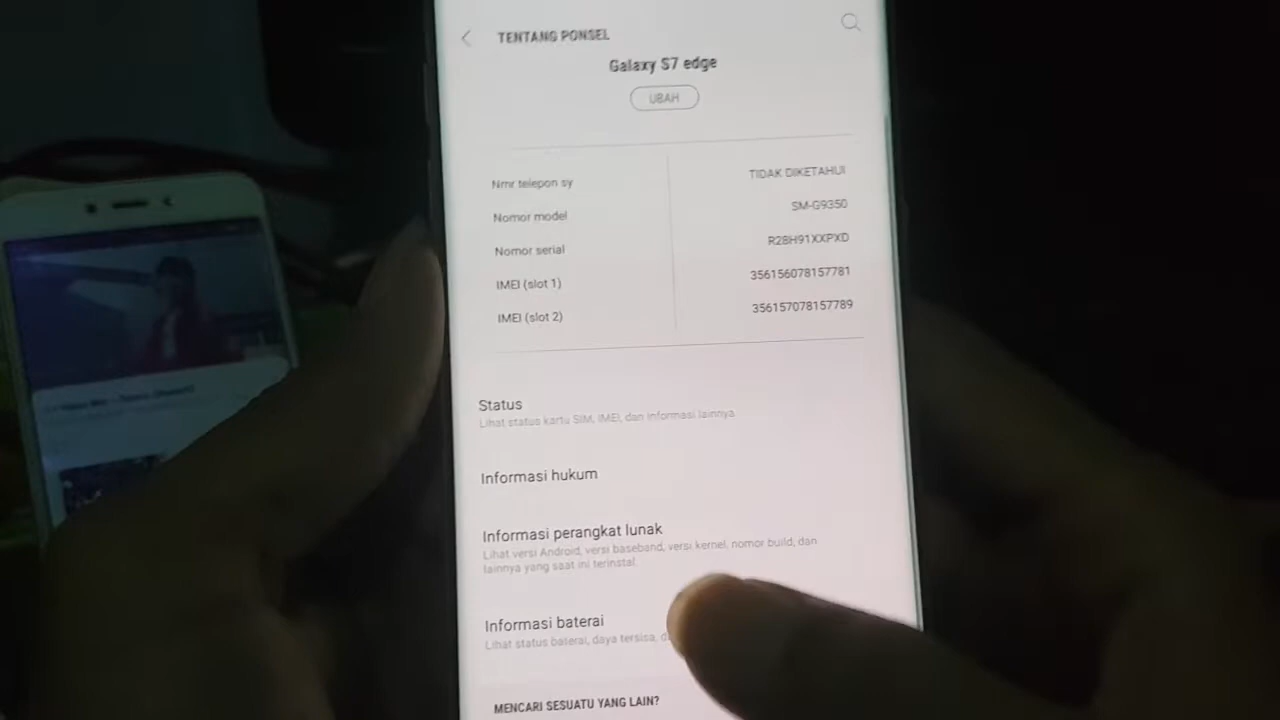 TENTANG PONSEL
Galaxy S7 edge
UBAH
Nmr telepon sy TIDAK DIKETAHUI
Nomor model SM-G9350
Nomor serial R28H91XXPXD
IMEI (slot 1) 356156078157781
IMEI (slot 2) 356157078157789
Status
Lihat status kartu SIM, IMEI, dan informasi lainnya
Informasi hukum
Informasi perangkat lunak
Lihat versi Android, versi baseband, versi kernel, nomor build, dan
lainnya yang saat ini terinstal.
Informasi baterai
Lihat status baterai, daya tersisa,
MENCARI SESUATU YANG LAIN?